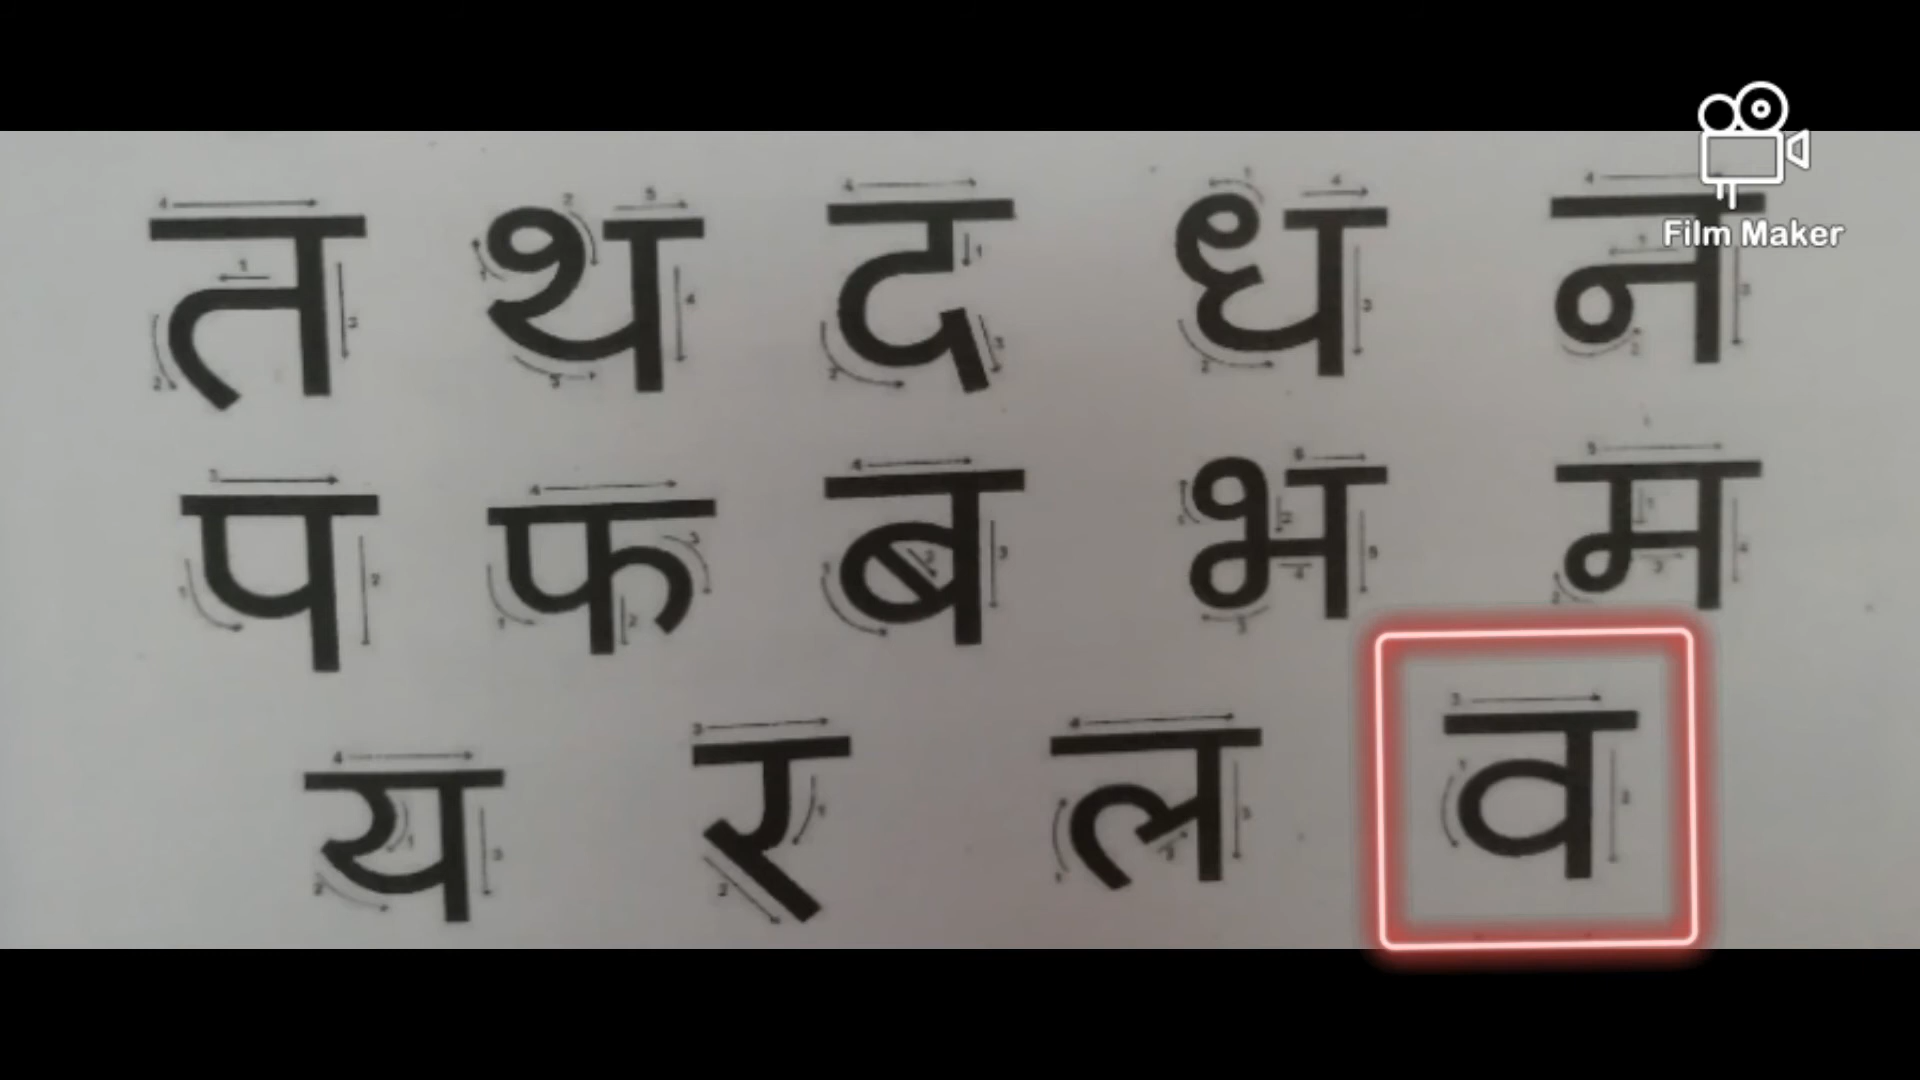 Film Maker
त थ द ध न
प फ ब भ म
य र ल व